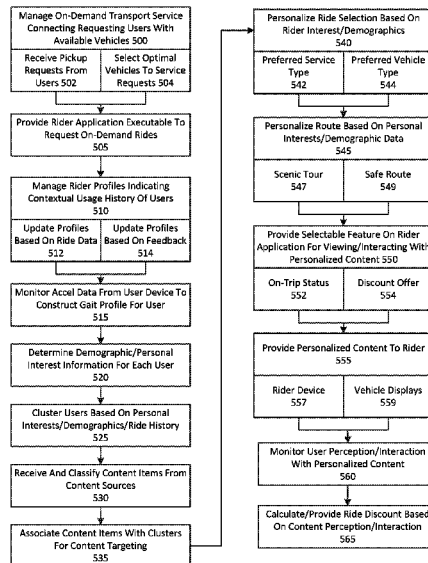 Manage On-Demand Transport Service
Connecting Requesting Users With
Available Vehicles 500
Receive Pickup
Requests From
Users 502
Select Optimal
Vehicles To Service
Requests 504
Provide Rider Application Executable To
Request On-Demand Rides
505
Manage Rider Profiles Indicating
Contextual Usage History Of Users
510
Update Profiles
Based On Ride Data
512
Update Profiles
Based On Feedback
514
Monitor Accel Data From User Device To
Construct Gait Profile For User
515
Determine Demographic/Personal
Interest Information For Each User
520
Cluster Users Based On Personal
Interests/Demographics/Ride History
525
Receive And Classify Content Items From
Content Sources
530
Associate Content Items With Clusters
For Content Targeting
535
Personalize Ride Selection Based On
Rider Interest/Demographics
540
Preferred Service
Type
542
Preferred Vehicle
Type
544
Personalize Route Based On Personal
Interests/Demographic Data
545
Scenic Tour
547
Safe Route
549
Provide Selectable Feature On Rider
Application For Viewing/Interacting With
Personalized Content 550
On-Trip Status
552
Discount Offer
554
Provide Personalized Content To Rider
555
Rider Device
557
Vehicle Displays
559
Monitor User Perception/Interaction
With Personalized Content
560
Calculate/Provide Ride Discount Based
On Content Perception/Interaction
565